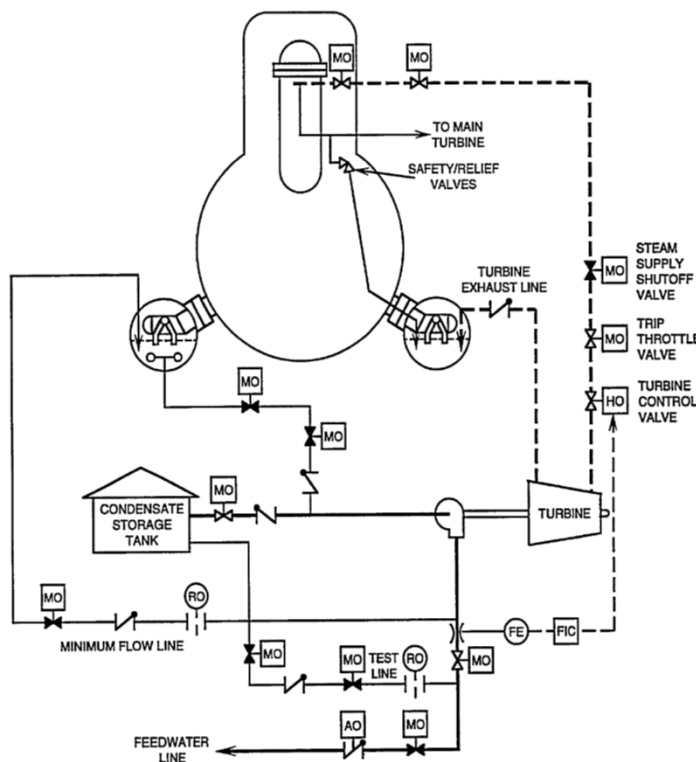 MO
MO
TO MAIN
TURBINE
SAFETY/RELIEF
VALVES
TURBINE
EXHAUST LINE
MO
STEAM
SUPPLY
SHUTOFF
VALVE
MO
TRIP
THROTTLE
VALVE
HO
TURBINE
CONTROL
VALVE
MO
MO
MO
CONDENSATE
STORAGE
TANK
TURBINE
MO
RO
MINIMUM FLOW LINE
FE
FIC
MO
MO
TEST
LINE
RO
MO
AO
MO
FEEDWATER
LINE